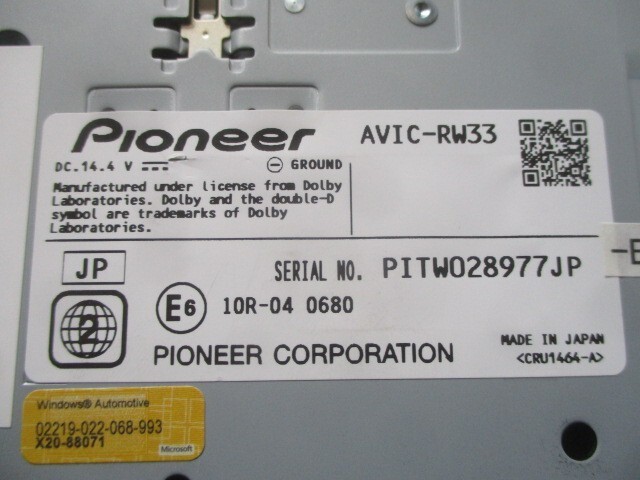 Pioneer
AVIC-RW33
DC.14.4 V
GROUND
Manufactured under license from Dolby
Laboratories. Dolby and the double-D
symbol are trademarks of Dolby
Laboratories.
JP
SERIAL NO. PITW028977JP
-E
2
E6 10R-04 0680
PIONEER CORPORATION
MADE IN JAPAN
<CRU1464-A>
Windows® Automotive
02219-022-068-993
X20-88071
Microsoft